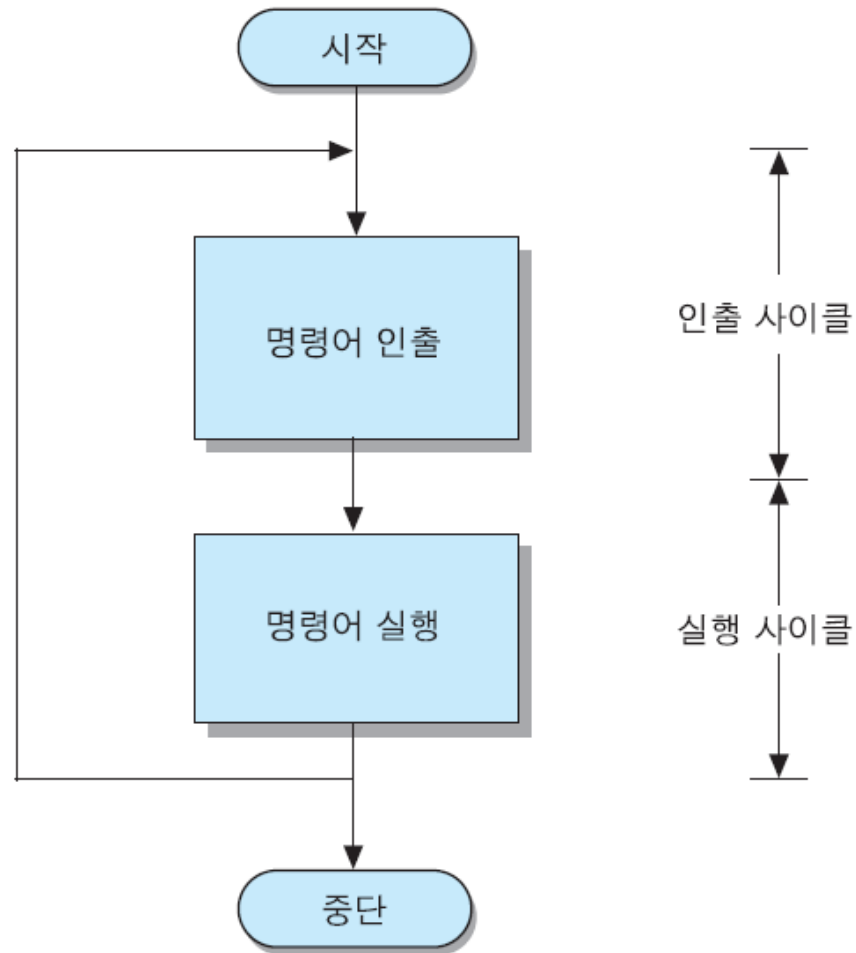 시작
명령어 인출
인출 사이클
명령어 실행
실행 사이클
중단